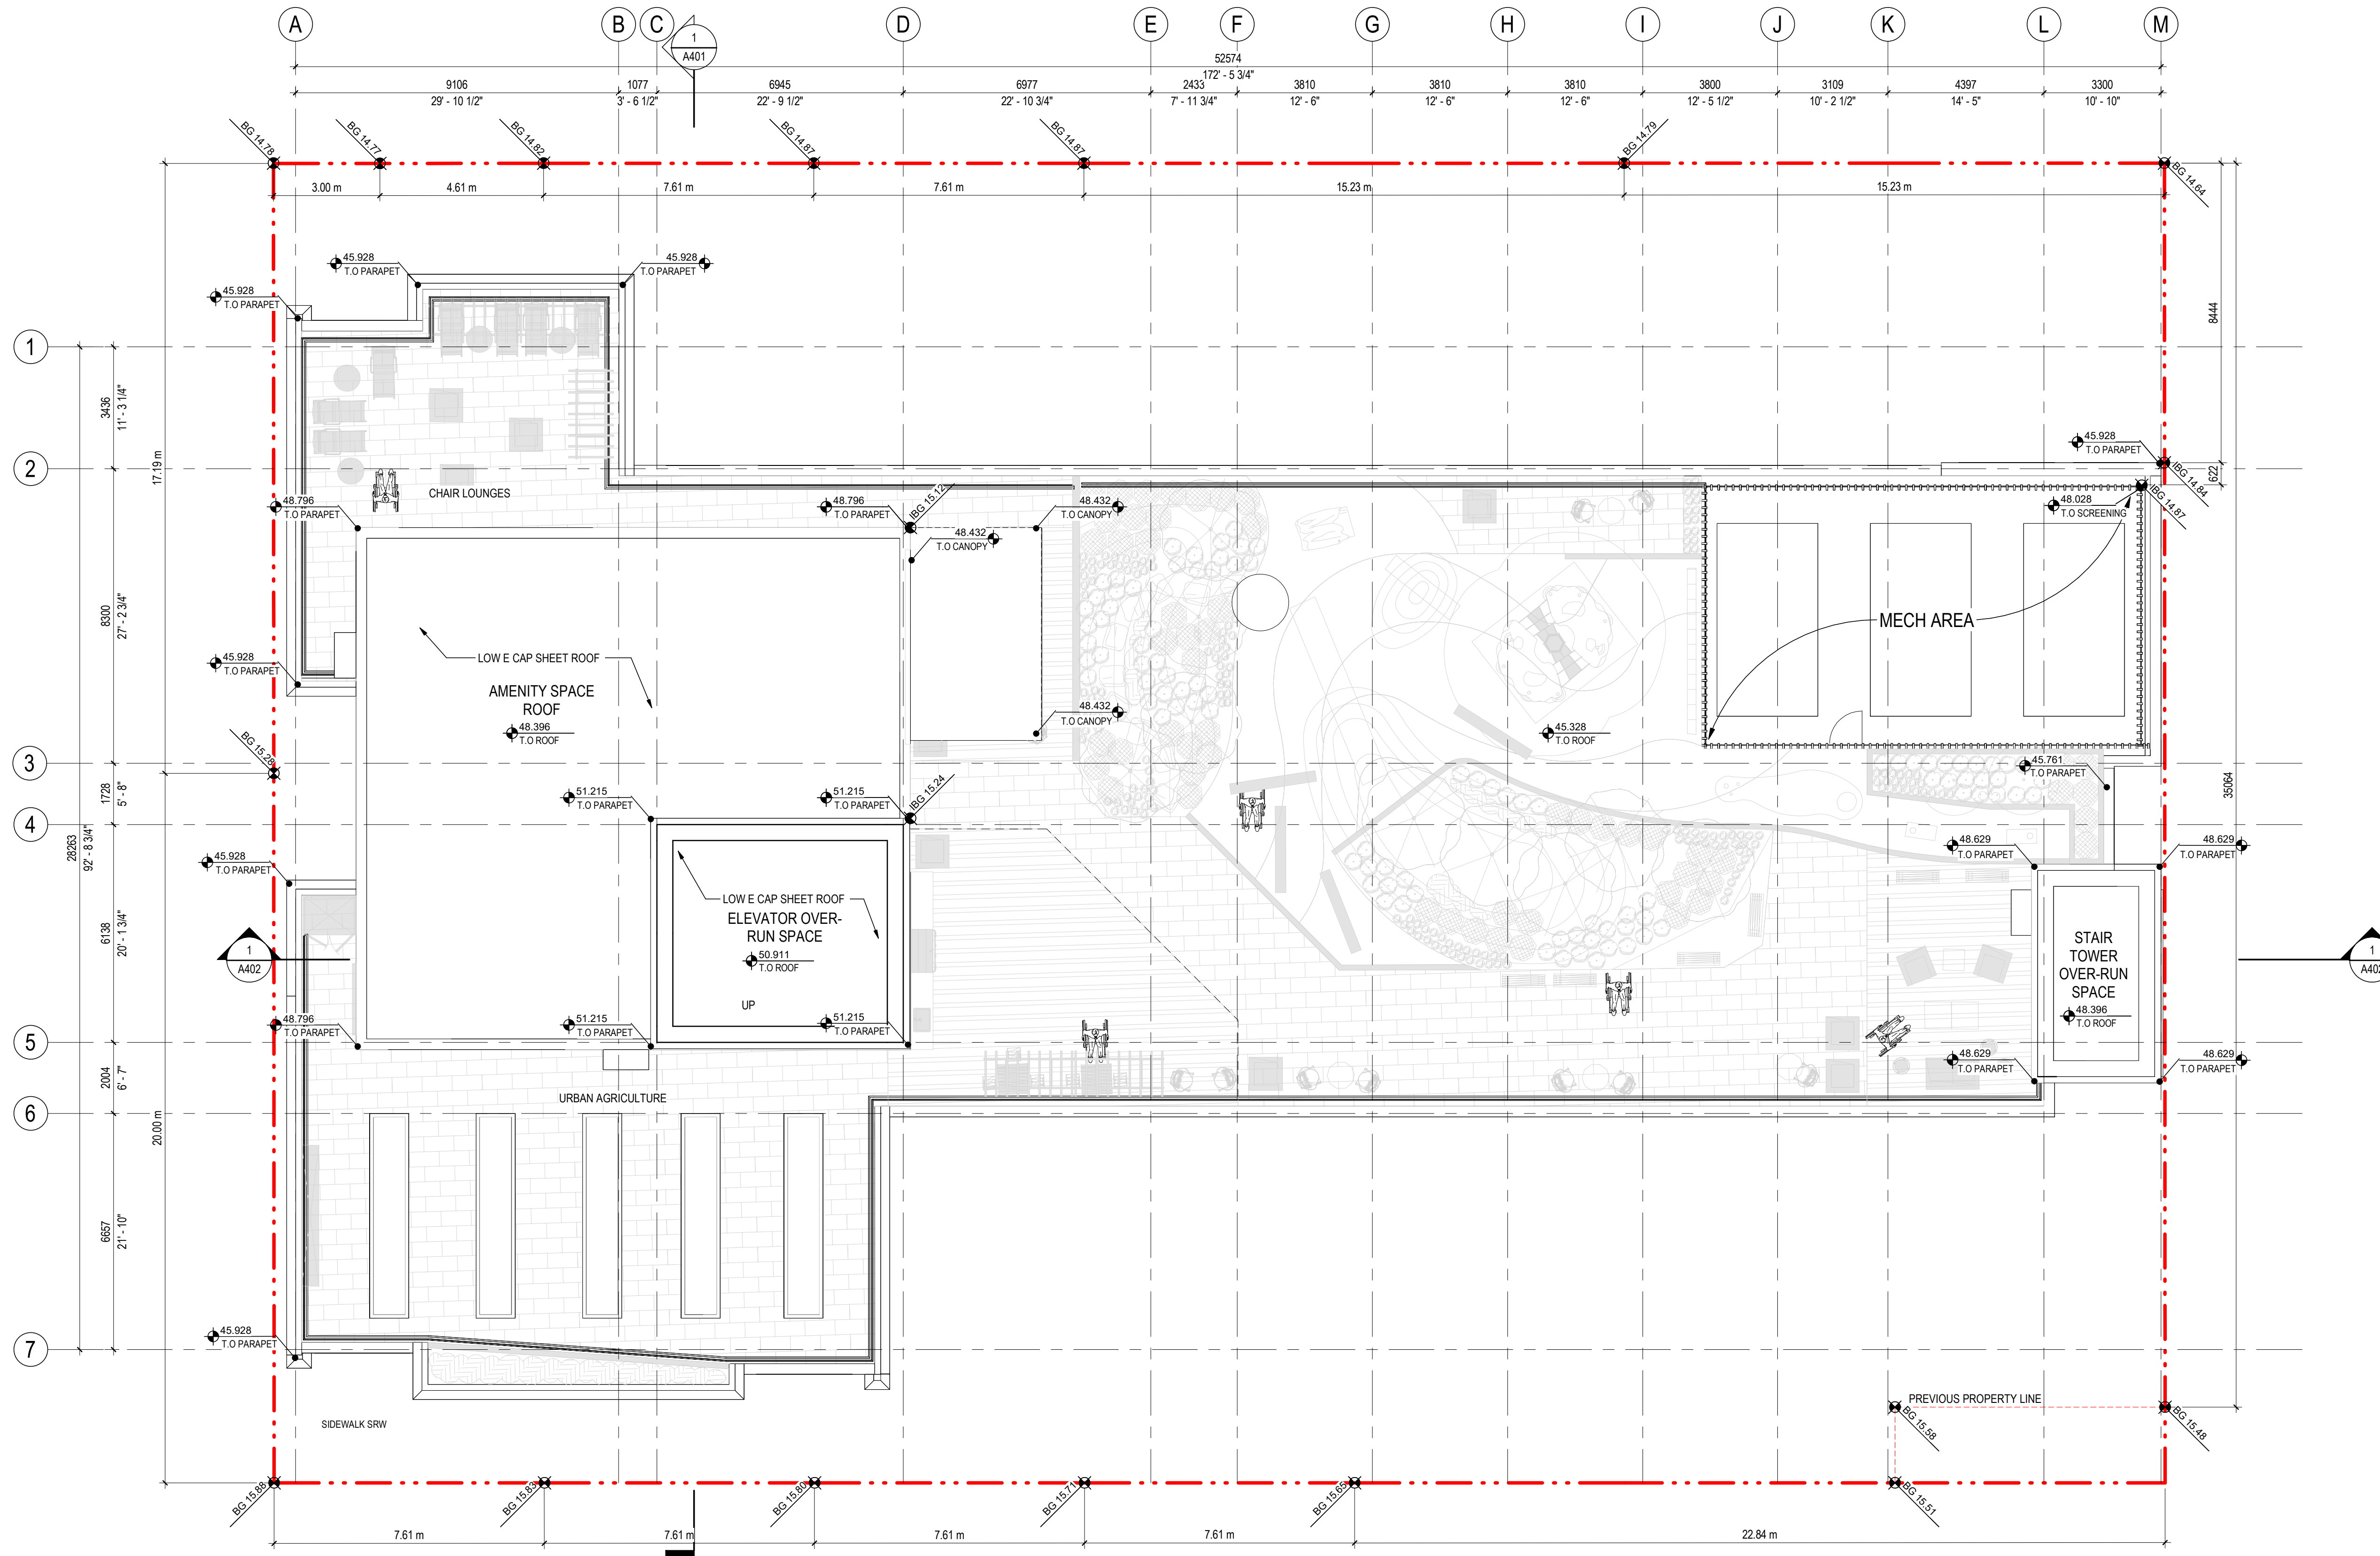 A B C D E F G H I J K L M
1
A401
52574
172' - 5 3/4"
9106 1077 6945 6977 2433 3810 3810 3810 3800 3109 4397 3300
29' - 10 1/2" 3' - 6 1/2" 22' - 9 1/2" 22' - 10 3/4" 7' - 11 3/4" 12' - 6" 12' - 6" 12' - 6" 12' - 5 1/2" 10' - 2 1/2" 14' - 5" 10' - 10"
BG 14.78 BG 14.77 BG 14.82 BG 14.87 BG 14.87 BG 14.79 BG 14.64
3.00 m 4.61 m 7.61 m 7.61 m 15.23 m 15.23 m
45.928
T.O PARAPET
45.928
T.O PARAPET
45.928
T.O PARAPET
8444
1
3436
11' - 3 1/4"
17.19 m
45.928
T.O PARAPET
622
IBG 14.84
2
CHAIR LOUNGES
48.796
T.O PARAPET
48.796
T.O PARAPET
IBG 15.12
48.432
T.O CANOPY
48.432
T.O CANOPY
48.028
T.O SCREENING
IBG 14.87
8300
27' - 2 3/4"
MECH AREA
LOW E CAP SHEET ROOF
45.928
T.O PARAPET
AMENITY SPACE
ROOF
48.396
T.O ROOF
48.432
T.O CANOPY
45.328
T.O ROOF
BG 15.28
3
1728
5' - 8"
45.761
T.O PARAPET
35064
51.215
T.O PARAPET
51.215
T.O PARAPET
IBG 15.24
4
28263
92' - 8 3/4"
45.928
T.O PARAPET
48.629
T.O PARAPET
48.629
T.O PARAPET
LOW E CAP SHEET ROOF
ELEVATOR OVER-
RUN SPACE
50.911
T.O ROOF
UP
6138
20' - 1 3/4"
1
A402
STAIR
TOWER
OVER-RUN
SPACE
48.396
T.O ROOF
1
48.796
T.O PARAPET
51.215
T.O PARAPET
51.215
T.O PARAPET
5
48.629
T.O PARAPET
48.629
T.O PARAPET
2004
6' - 7"
URBAN AGRICULTURE
6
20.00 m
6657
21' - 10"
45.928
T.O PARAPET
7
PREVIOUS PROPERTY LINE
BG 15.58
BG 15.48
SIDEWALK SRW
BG 15.88 BG 15.83 BG 15.80 BG 15.71 BG 15.65 BG 15.51
7.61 m 7.61 m 7.61 m 7.61 m 22.84 m